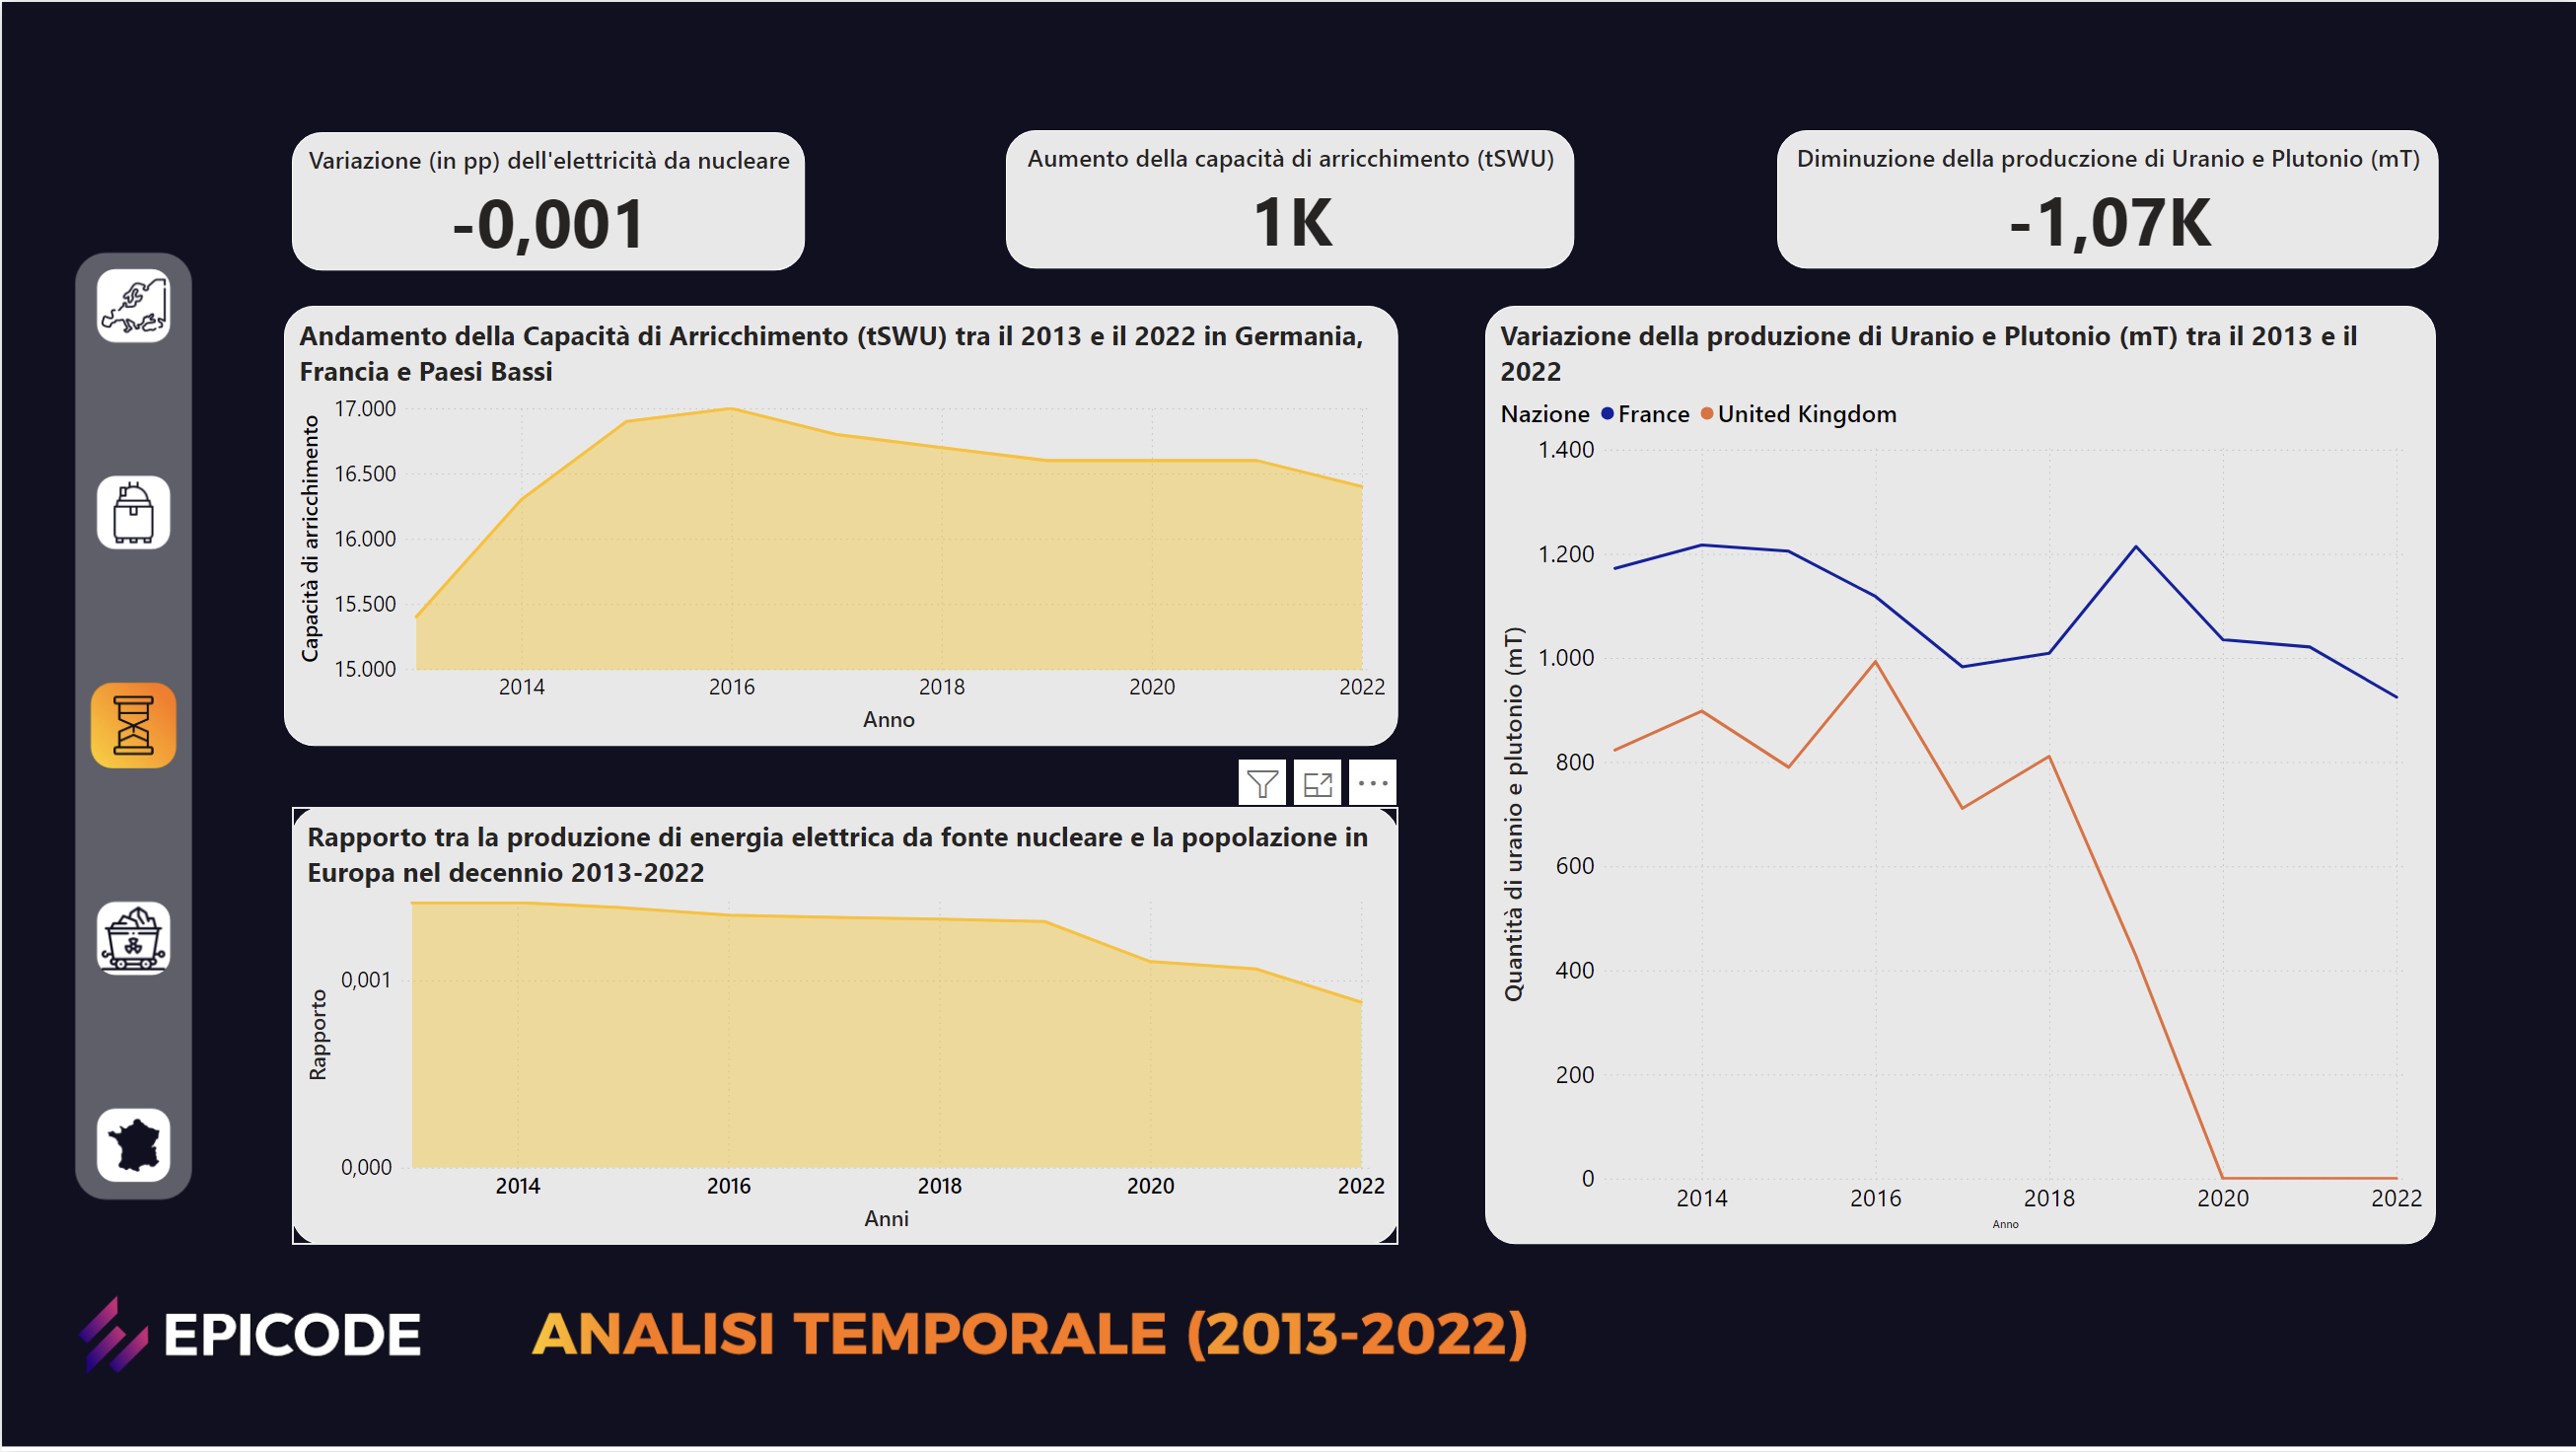 Variazione (in pp) dell'elettricità da nucleare
-0,001
Aumento della capacità di arricchimento (tSWU)
1K
Diminuzione della produczione di Uranio e Plutonio (mT)
-1,07K
Andamento della Capacità di Arricchimento (tSWU) tra il 2013 e il 2022 in Germania,
Francia e Paesi Bassi
Capacità di arricchimento
17.000
16.500
16.000
15.500
15.000
2014 2016 2018 2020 2022
Anno
Rapporto tra la produzione di energia elettrica da fonte nucleare e la popolazione in
Europa nel decennio 2013-2022
Rapporto
0,001
0,000
2014 2016 2018 2020 2022
Anni
Variazione della produzione di Uranio e Plutonio (mT) tra il 2013 e il
2022
Nazione France United Kingdom
Quantità di uranio e plutonio (mT)
1.400
1.200
1.000
800
600
400
200
0
2014 2016 2018 2020 2022
Anno
EPICODE
ANALISI TEMPORALE (2013-2022)